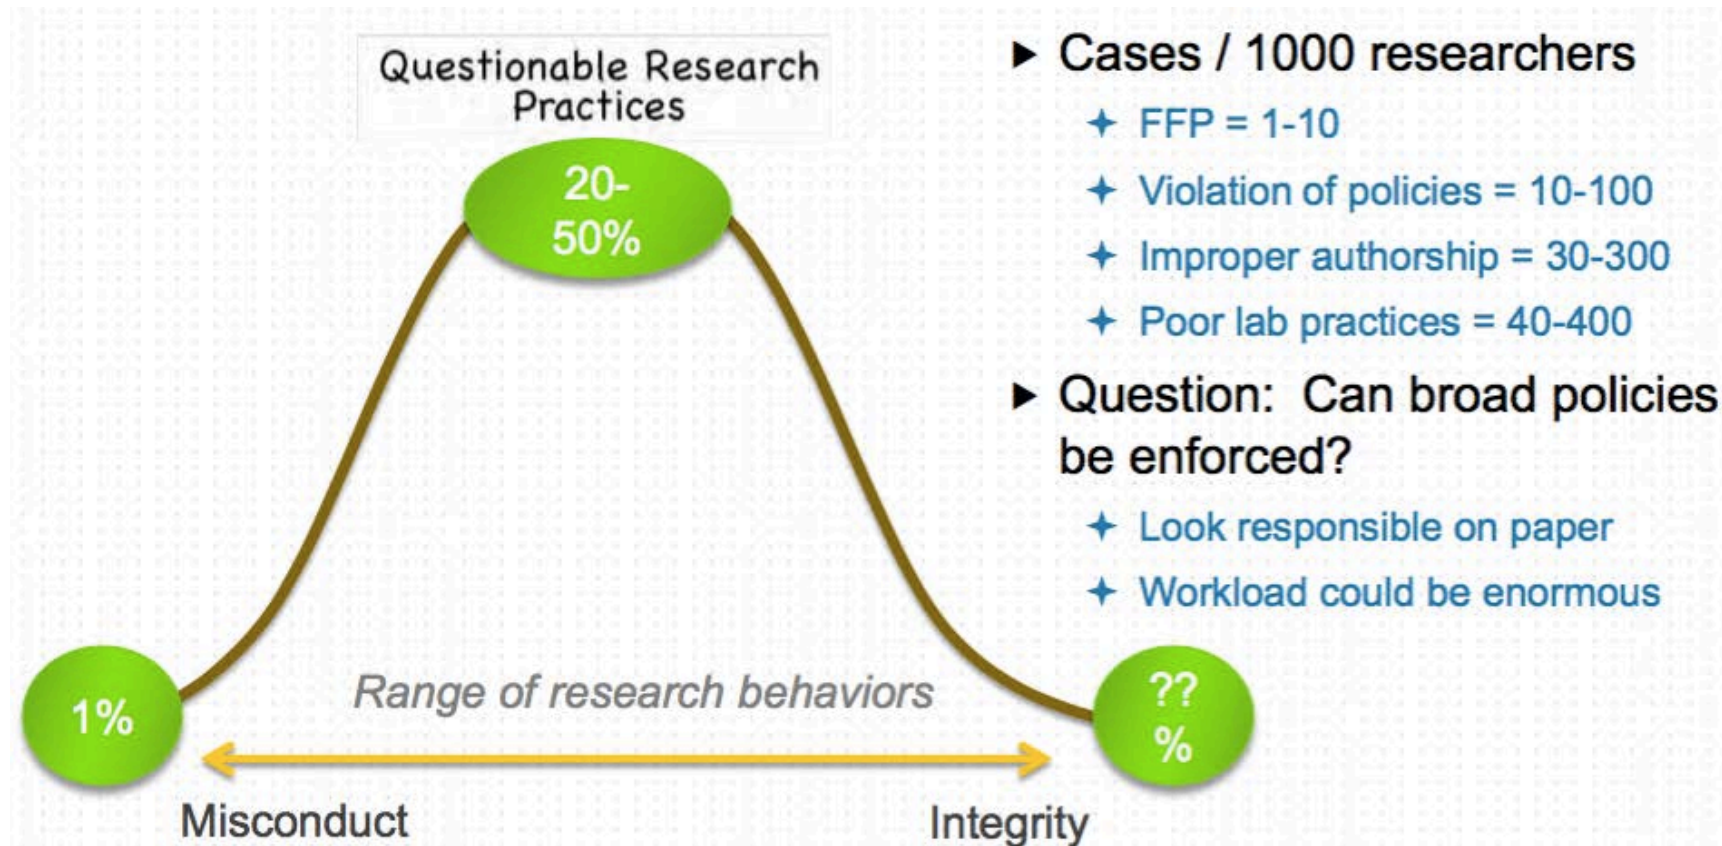 Questionable Research
Practices
20-
50%
1%
Range of research behaviors
??
%
Misconduct
Integrity
► Cases / 1000 researchers
✦ FFP = 1-10
✦ Violation of policies = 10-100
✦ Improper authorship = 30-300
✦ Poor lab practices = 40-400
► Question: Can broad policies
be enforced?
✦ Look responsible on paper
✦ Workload could be enormous